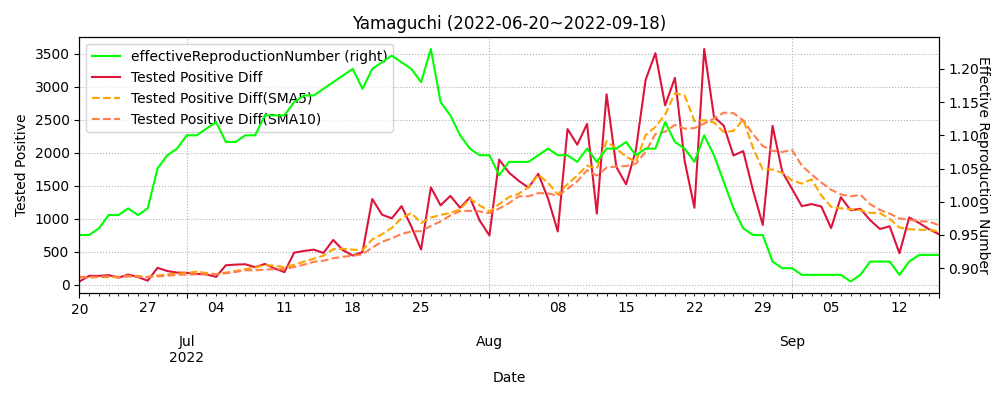 Yamaguchi (2022-06-20~2022-09-18)
effectiveReproductionNumber (right)
Tested Positive Diff
Tested Positive Diff(SMA5)
Tested Positive Diff(SMA10)
Tested Positive
3500
3000
2500
2000
1500
1000
500
0
1.20
1.15
1.10
1.05
1.00
0.95
0.90
Effective Reproduction Number
20 27 04 11 18 25 08 15 22 29 05 12
Jul Aug Sep
2022
Date